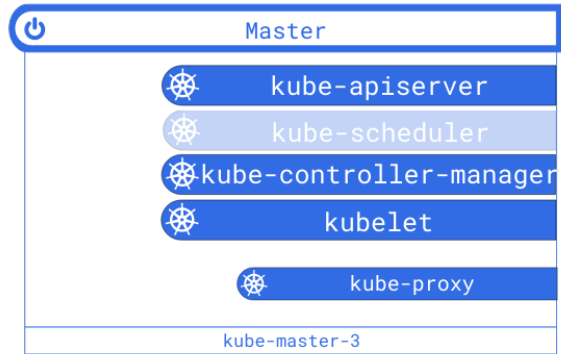 Master
kube-apiserver
kube-scheduler
kube-controller-manager
kubelet
kube-proxy
kube-master-3